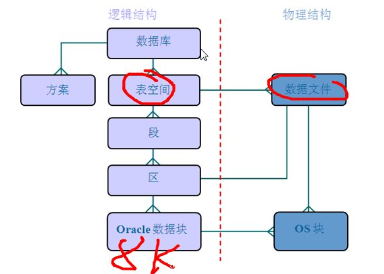 逻辑结构 物理结构
数据库
方案 表空间 数据文件
段
区
Oracle 数据块 OS 块
8K